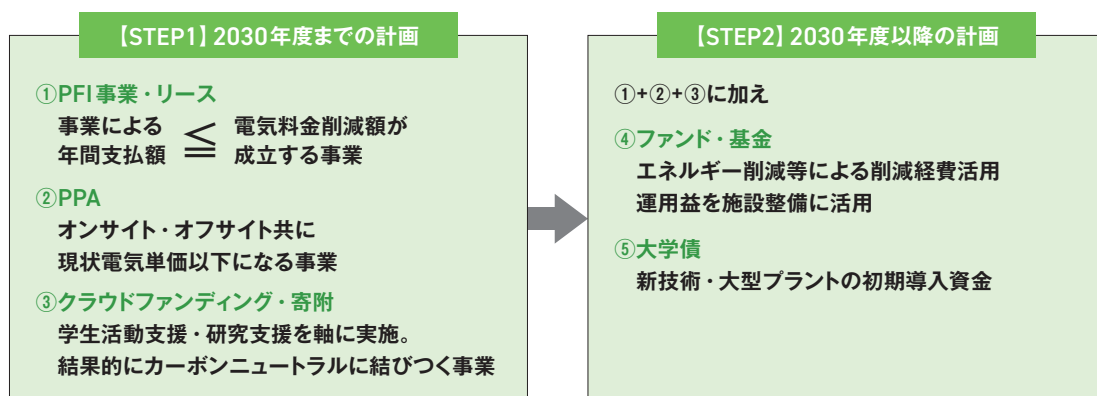 【STEP1】2030年度までの計画
①PFI事業・リース
事業による年間支払額 ≦ 電気料金削減額が成立する事業
②PPA
オンサイト・オフサイト共に
現状電気単価以下になる事業
③クラウドファンディング・寄附
学生活動支援・研究支援を軸に実施。
結果的にカーボンニュートラルに結びつく事業
【STEP2】2030年度以降の計画
①+②+③に加え
④ファンド・基金
エネルギー削減等による削減経費活用
運用益を施設整備に活用
⑤大学債
新技術・大型プラントの初期導入資金